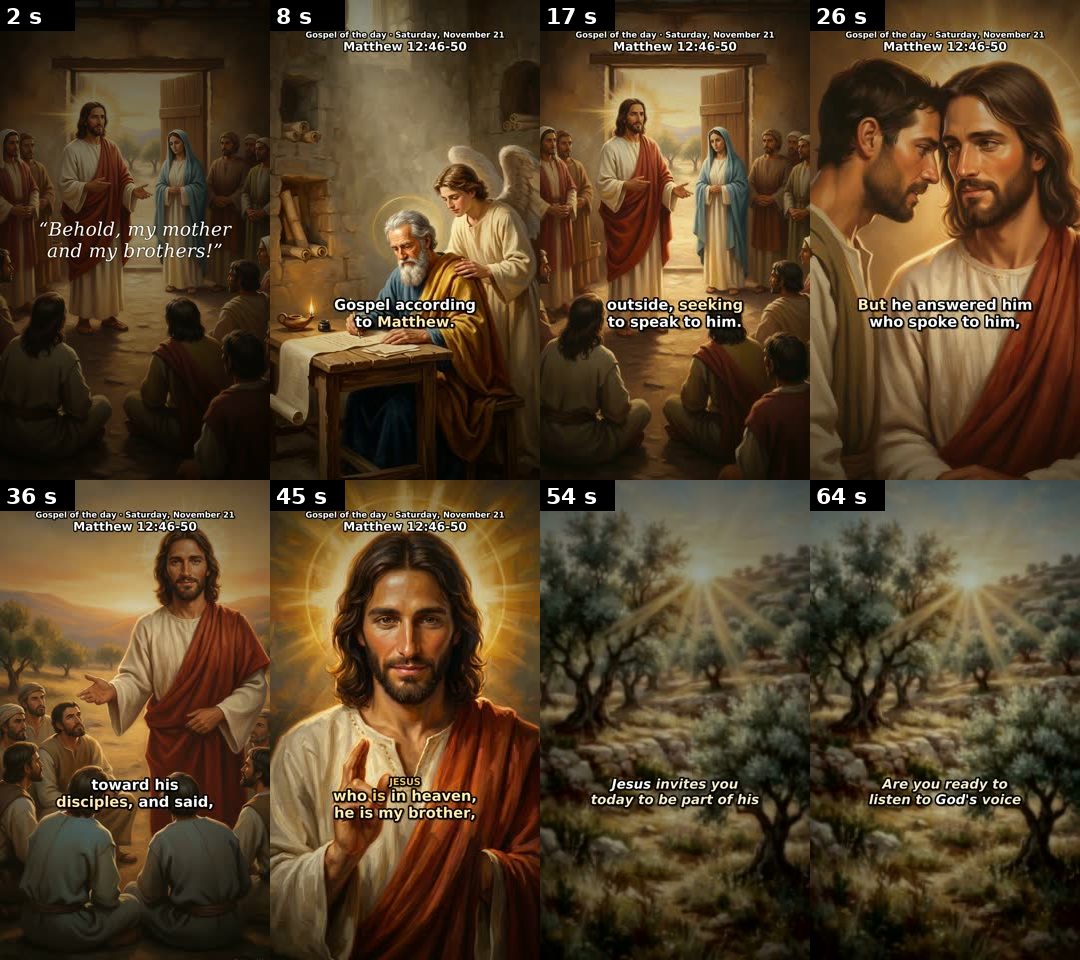 2 s
“Behold, my mother
and my brothers!”
8 s
Gospel of the day · Saturday, November 21
Matthew 12:46-50
Gospel according
to Matthew.
17 s
Gospel of the day · Saturday, November 21
Matthew 12:46-50
outside, seeking
to speak to him.
26 s
Gospel of the day · Saturday, November 21
Matthew 12:46-50
But he answered him
who spoke to him,
36 s
Gospel of the day · Saturday, November 21
Matthew 12:46-50
toward his
disciples, and said,
45 s
Gospel of the day · Saturday, November 21
Matthew 12:46-50
JESUS
who is in heaven,
he is my brother,
54 s
Jesus invites you
today to be part of his
64 s
Are you ready to
listen to God's voice